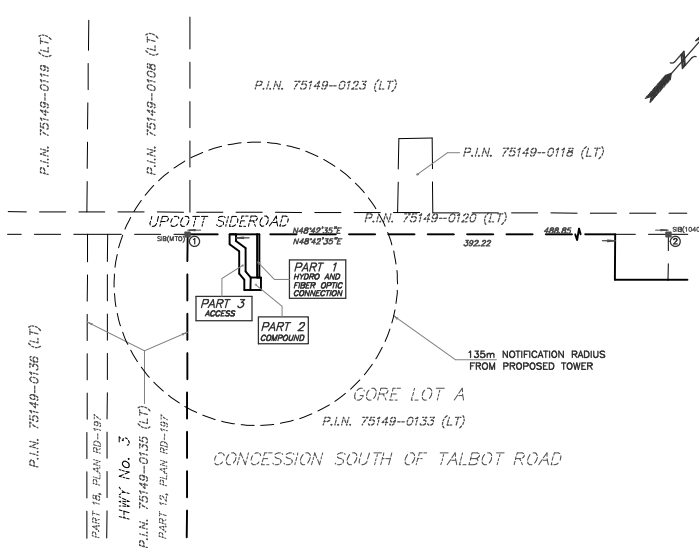 P.I.N. 75149-0119 (LT)
P.I.N. 75149-0108 (LT)
P.I.N. 75149-0123 (LT)
N
P.I.N. 75149-0118 (LT)
UPCOTT SIDEROAD
P.I.N. 75149-0120 (LT)
SIB(MTO)
1
N48°42'35"E
N48°42'35"E
392.22
488.85
SIB(1040
2
PART 1
HYDRO AND
FIBER OPTIC
CONNECTION
PART 3
ACCESS
PART 2
COMPOUND
135m NOTIFICATION RADIUS
FROM PROPOSED TOWER
GORE LOT A
P.I.N. 75149-0133 (LT)
CONCESSION SOUTH OF TALBOT ROAD
P.I.N. 75149-0136 (LT)
PART 18, PLAN RD-197
HWY No. 3
P.I.N. 75149-0135 (LT)
PART 12, PLAN RD-197